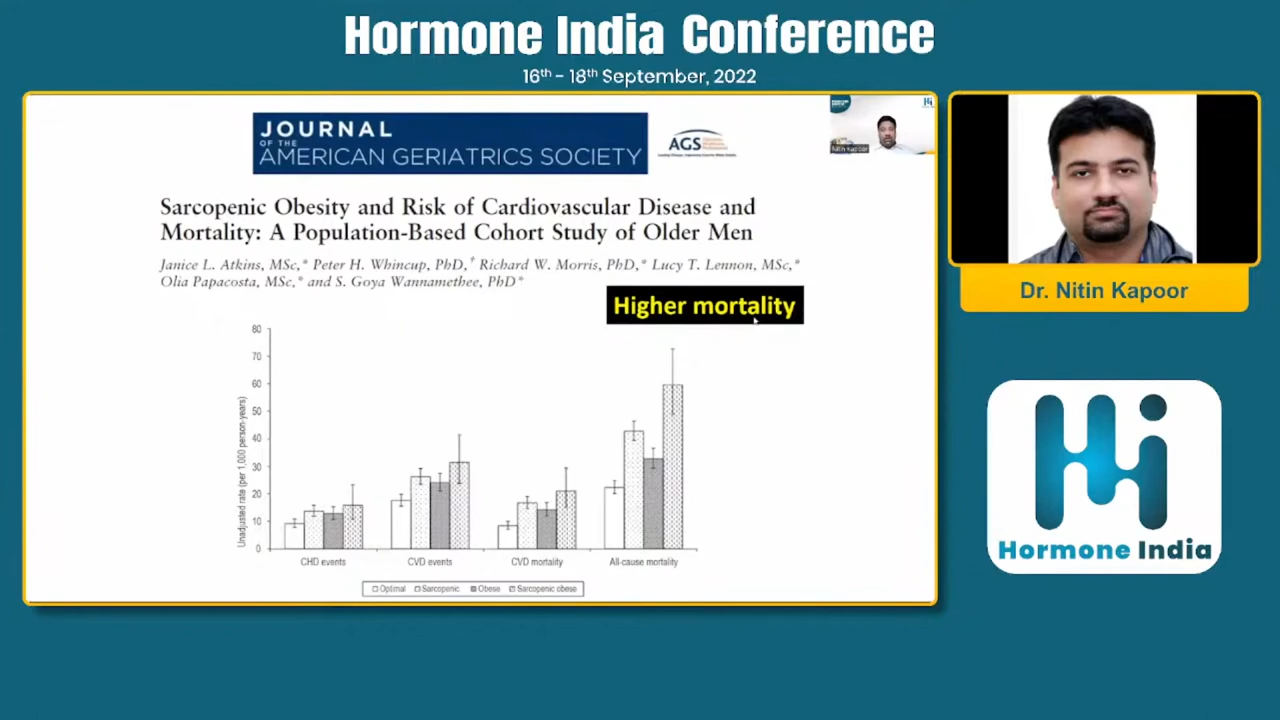 Hormone India Conference
16th - 18th September, 2022
JOURNAL
OF THE
AMERICAN GERIATRICS SOCIETY
AGS
Nitin Kapoor
Sarcopenic Obesity and Risk of Cardiovascular Disease and
Mortality: A Population-Based Cohort Study of Older Men
Janice L. Atkins, MSc,* Peter H. Whincup, PhD,† Richard W. Morris, PhD,* Lucy T. Lennon, MSc,*
Olia Papacosta, MSc,* and S. Goya Wannamethee, PhD*
Higher mortality
Unadjusted rate (per 1,000 person-years)
80
70
60
50
40
30
20
10
0
CHD events CVD events CVD mortality All-cause mortality
Optimal Sarcopenic Obese Sarcopenic obese
Dr. Nitin Kapoor
Hi
Hormone India